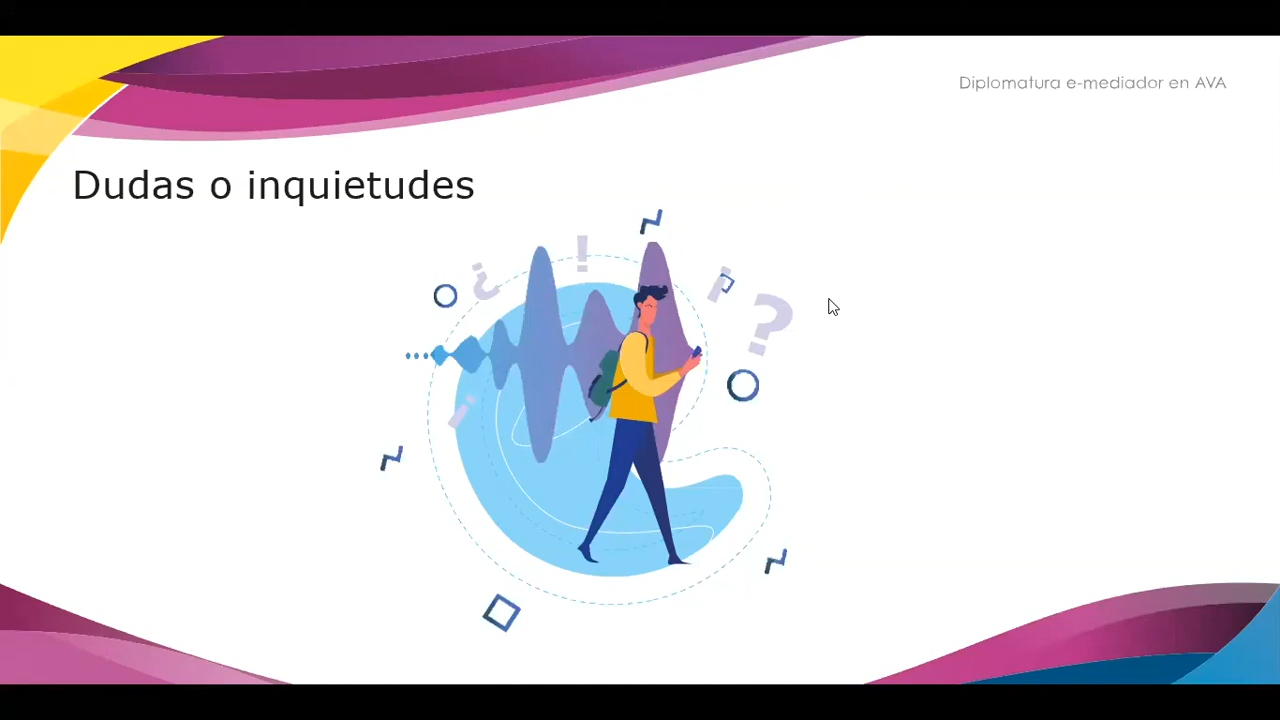 Diplomatura e-mediador en AVA
Dudas o inquietudes
¿ ! ¡ ?
¡